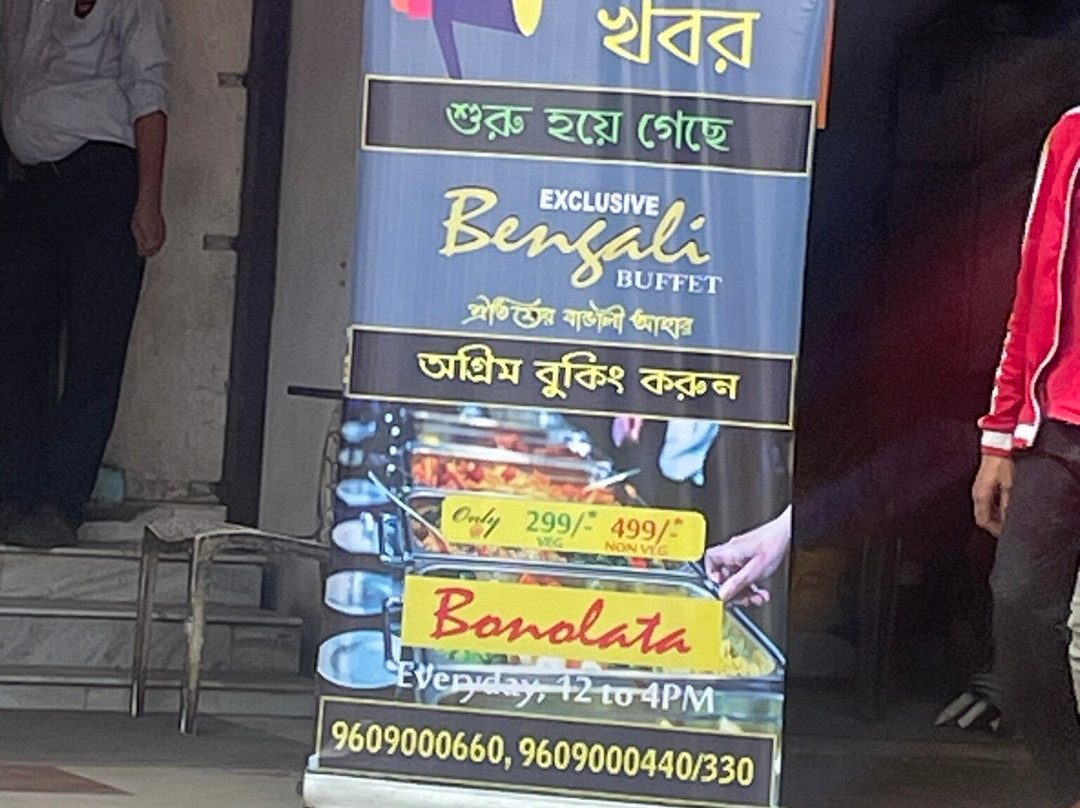 খবর
শুরু হয়ে গেছে
EXCLUSIVE
Bengali
BUFFET
ঐতিহ্যের বাঙালী আহার
অগ্রিম বুকিং করুন
Only @ 299/-* 499/-*
VEG NON VEG
Bonolata
Everyday, 12 to 4PM
9609000660, 9609000440/330